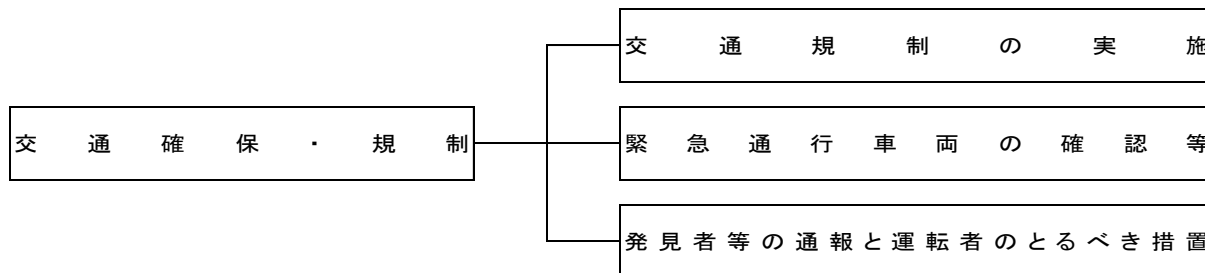 交通確保・規制
交通規制の実施
緊急通行車両の確認等
発見者等の通報と運転者のとるべき措置